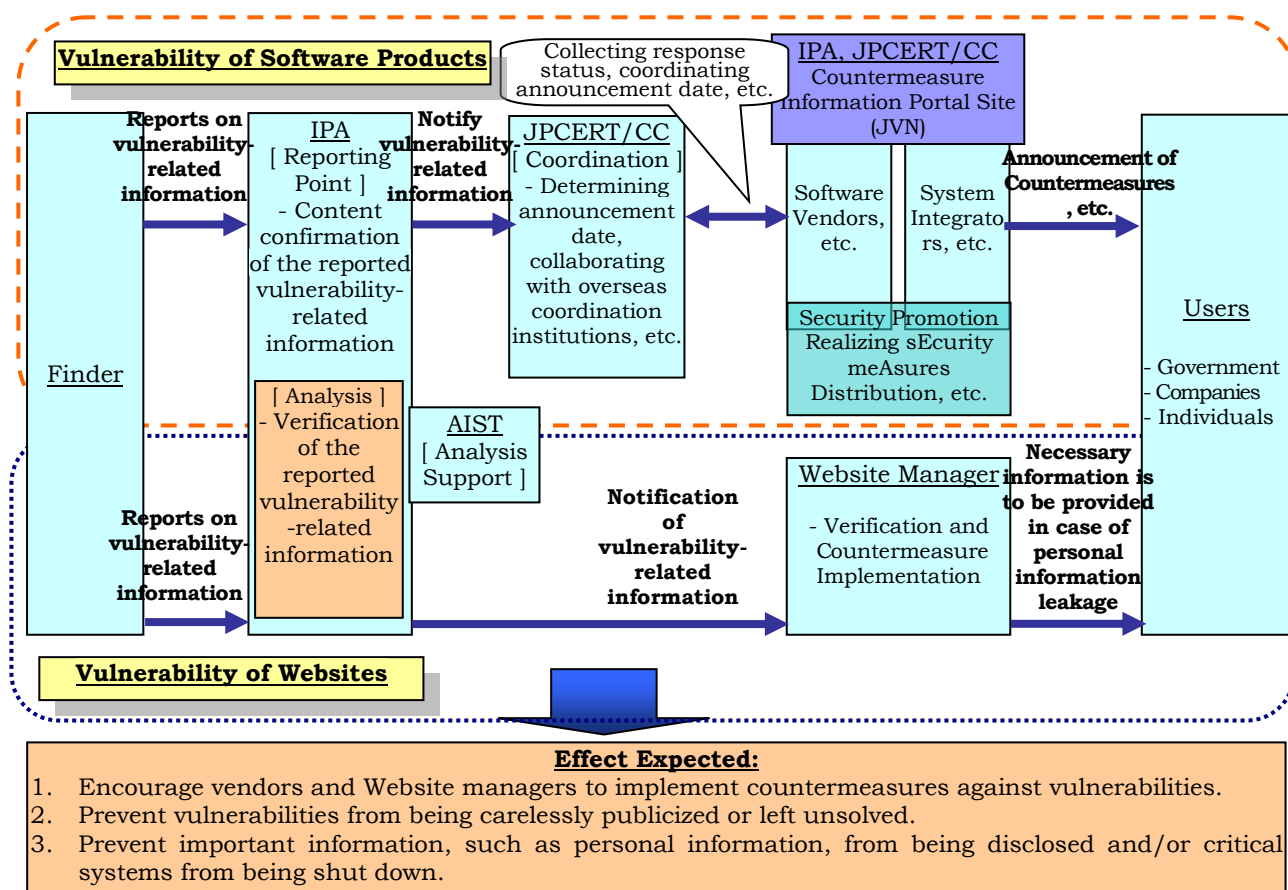 Vulnerability of Software Products
Collecting response
status, coordinating
announcement date, etc.
IPA, JPCERT/CC
Countermeasure
Information Portal Site
(JVN)
Finder
Reports on
vulnerability-
related
information
IPA
[ Reporting
Point ]
- Content
confirmation
of the reported
vulnerability-
related
information
[ Analysis ]
- Verification
of the
reported
vulnerability
-related
information
Notify
vulnerability-
related
information
JPCERT/CC
[ Coordination ]
- Determining
announcement
date,
collaborating
with overseas
coordination
institutions, etc.
AIST
[ Analysis
Support ]
Software
Vendors,
etc.
System
Integrato
rs, etc.
Security Promotion
Realizing sEcurity
meAsures
Distribution, etc.
Announcement of
Countermeasures
, etc.
Users
- Government
- Companies
- Individuals
Reports on
vulnerability-
related
information
Notification
of
vulnerability-
related
information
Website Manager
- Verification and
Countermeasure
Implementation
Necessary
information is
to be provided
in case of
personal
information
leakage
Vulnerability of Websites
Effect Expected:
1. Encourage vendors and Website managers to implement countermeasures against vulnerabilities.
2. Prevent vulnerabilities from being carelessly publicized or left unsolved.
3. Prevent important information, such as personal information, from being disclosed and/or critical
systems from being shut down.